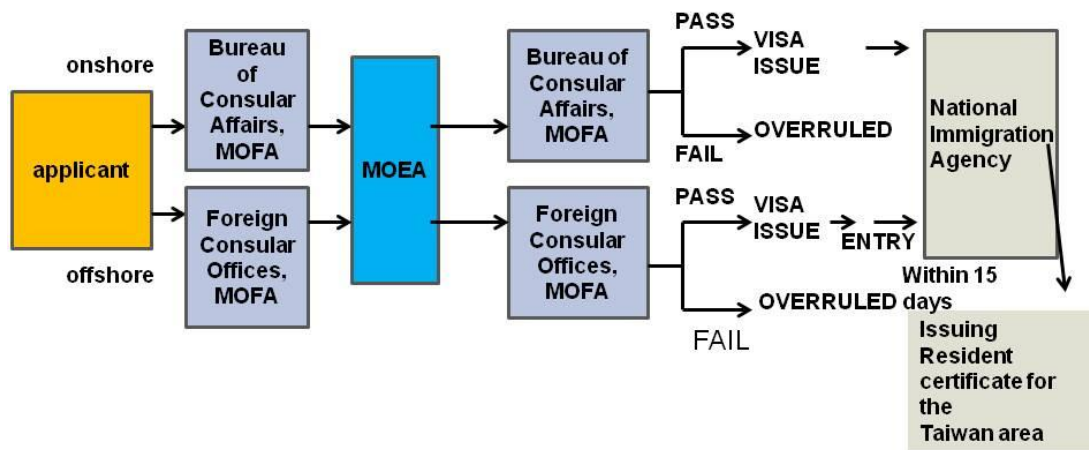 onshore
applicant
offshore
Bureau
of
Consular
Affairs,
MOFA
Foreign
Consular
Offices,
MOFA
MOEA
Bureau of
Consular
Affairs,
MOFA
Foreign
Consular
Offices,
MOFA
PASS
VISA
ISSUE
OVERRULED
FAIL
PASS
VISA
ISSUE
ENTRY
OVERRULED
FAIL
National
Immigration
Agency
Within 15
days
Issuing
Resident
certificate for
the
Taiwan area